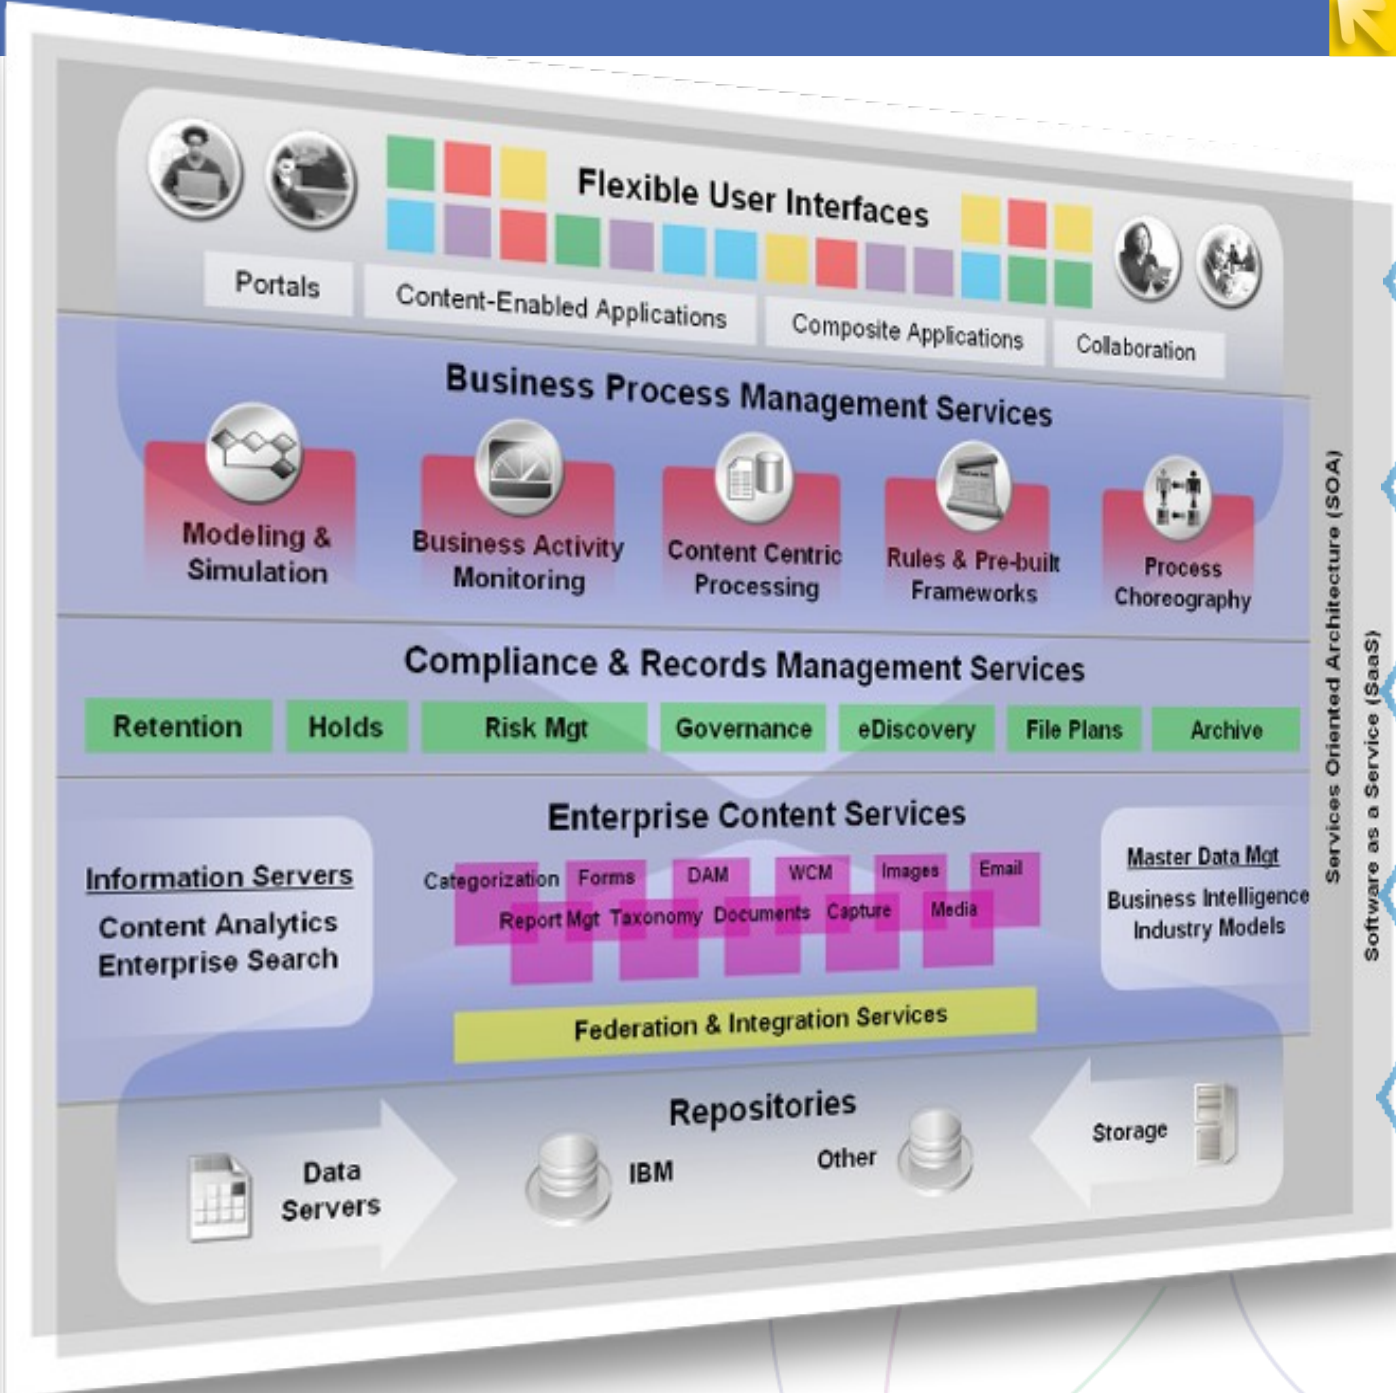 Flexible User Interfaces
Portals
Content-Enabled Applications
Composite Applications
Collaboration
Business Process Management Services
Modeling &
Simulation
Business Activity
Monitoring
Content Centric
Processing
Rules & Pre-built
Frameworks
Process
Choreography
Compliance & Records Management Services
Retention
Holds
Risk Mgt
Governance
eDiscovery
File Plans
Archive
Enterprise Content Services
Information Servers
Content Analytics
Enterprise Search
Categorization
Forms
DAM
WCM
Images
Email
Report Mgt
Taxonomy
Documents
Capture
Media
Master Data Mgt
Business Intelligence
Industry Models
Federation & Integration Services
Repositories
Data
Servers
IBM
Other
Storage
Services Oriented Architecture (SOA)
Software as a Service (SaaS)